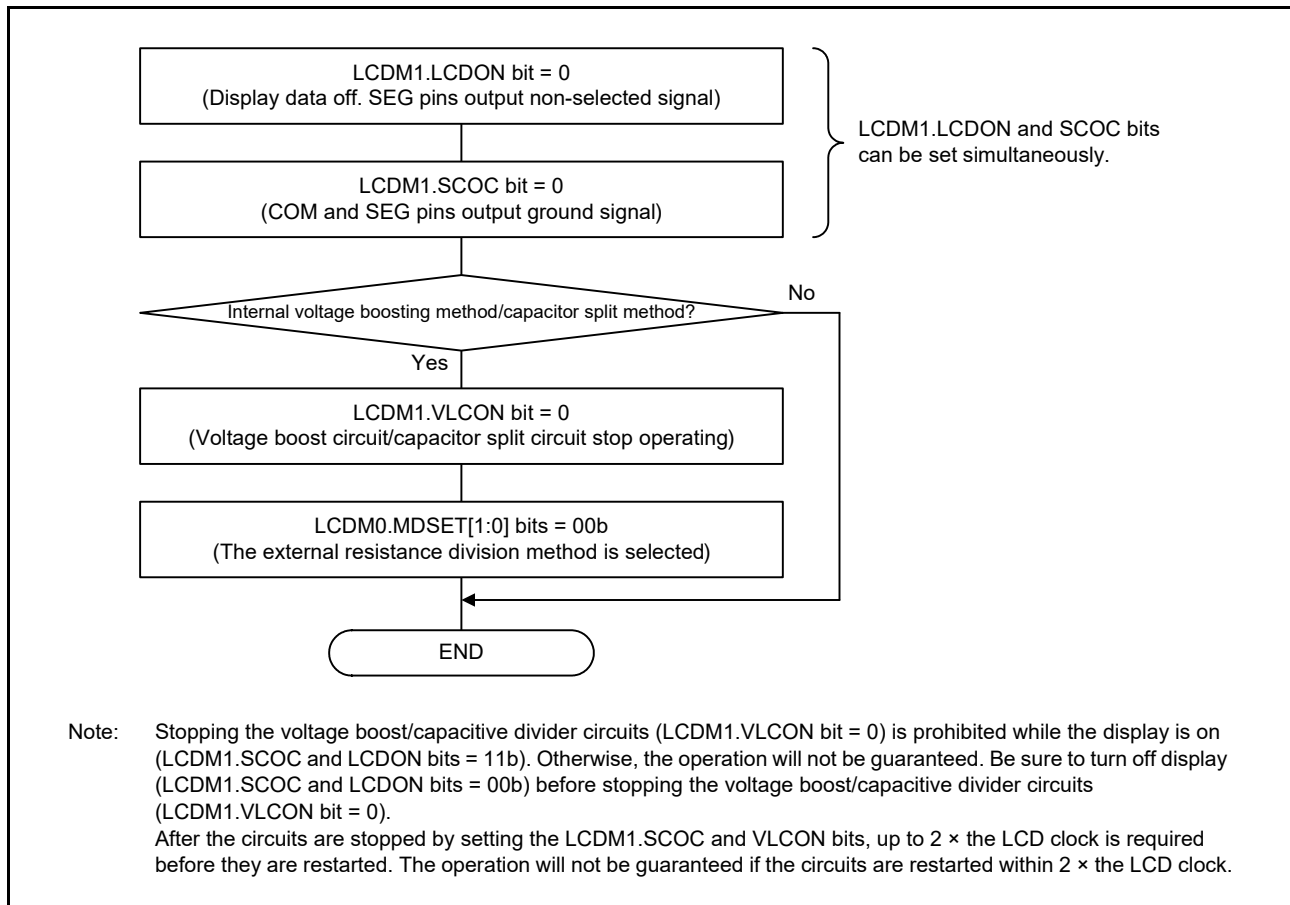 LCDM1.LCDON bit = 0
(Display data off. SEG pins output non-selected signal)
LCDM1.LCDON and SCOC bits
can be set simultaneously.
LCDM1.SCOC bit = 0
(COM and SEG pins output ground signal)
Internal voltage boosting method/capacitor split method?
No
Yes
LCDM1.VLCON bit = 0
(Voltage boost circuit/capacitor split circuit stop operating)
LCDM0.MDSET[1:0] bits = 00b
(The external resistance division method is selected)
END
Note: Stopping the voltage boost/capacitive divider circuits (LCDM1.VLCON bit = 0) is prohibited while the display is on
(LCDM1.SCOC and LCDON bits = 11b). Otherwise, the operation will not be guaranteed. Be sure to turn off display
(LCDM1.SCOC and LCDON bits = 00b) before stopping the voltage boost/capacitive divider circuits
(LCDM1.VLCON bit = 0).
After the circuits are stopped by setting the LCDM1.SCOC and VLCON bits, up to 2 × the LCD clock is required
before they are restarted. The operation will not be guaranteed if the circuits are restarted within 2 × the LCD clock.